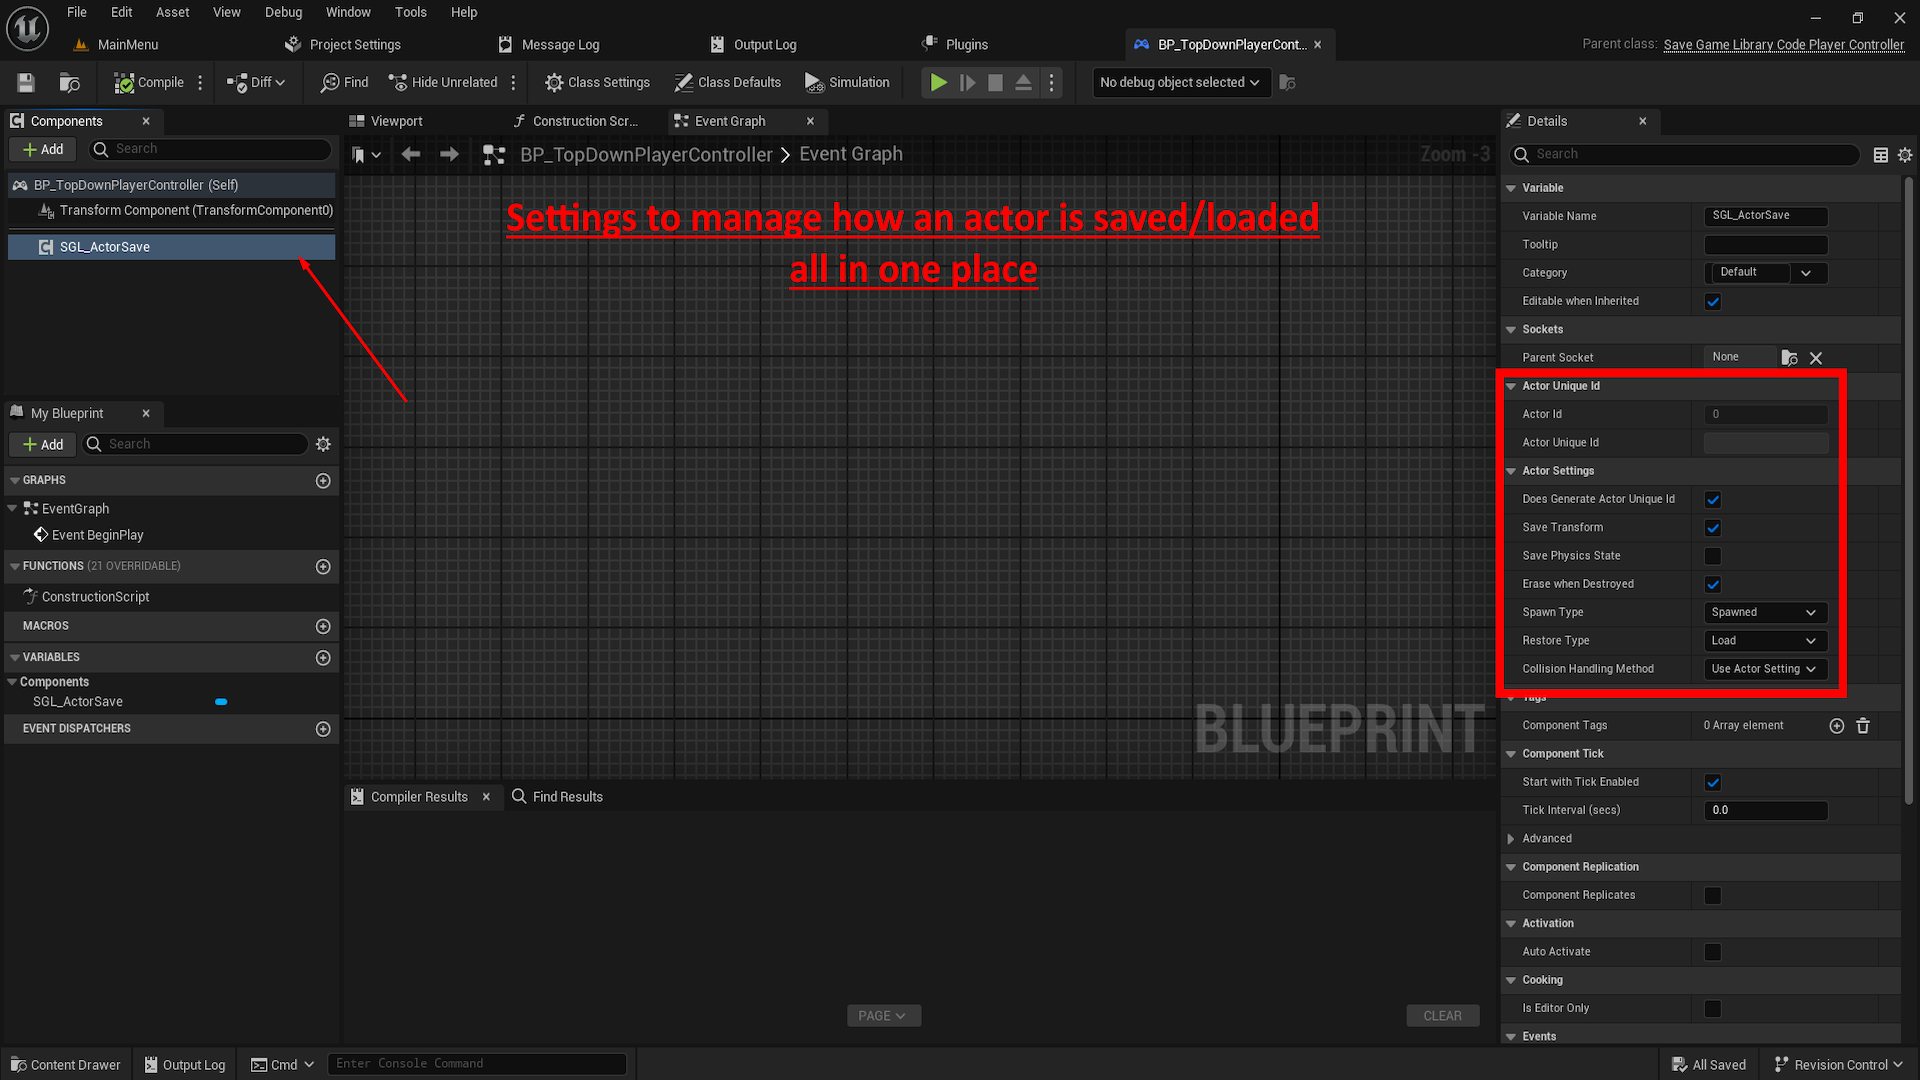 File Edit Asset View Debug Window Tools Help
MainMenu Project Settings Message Log Output Log Plugins BP_TopDownPlayerCont... Parent class: Save Game Library Code Player Controller
Compile Diff Find Hide Unrelated Class Settings Class Defaults Simulation No debug object selected
Components
Add Search
BP_TopDownPlayerController (Self)
Transform Component (TransformComponent0)
SGL_ActorSave
My Blueprint
Add Search
GRAPHS
EventGraph
Event BeginPlay
FUNCTIONS (21 OVERRIDABLE)
ConstructionScript
MACROS
VARIABLES
Components
SGL_ActorSave
EVENT DISPATCHERS
Viewport Construction Scr... Event Graph
BP_TopDownPlayerController Event Graph Zoom -3
Settings to manage how an actor is saved/loaded
all in one place
BLUEPRINT
Compiler Results Find Results
PAGE CLEAR
Details
Search
Variable
Variable Name SGL_ActorSave
Tooltip
Category Default
Editable when Inherited
Sockets
Parent Socket None
Actor Unique Id
Actor Id 0
Actor Unique Id
Actor Settings
Does Generate Actor Unique Id
Save Transform
Save Physics State
Erase when Destroyed
Spawn Type Spawned
Restore Type Load
Collision Handling Method Use Actor Setting
Tags
Component Tags 0 Array element
Component Tick
Start with Tick Enabled
Tick Interval (secs) 0.0
Advanced
Component Replication
Component Replicates
Activation
Auto Activate
Cooking
Is Editor Only
Events
Content Drawer Output Log Cmd Enter Console Command All Saved Revision Control